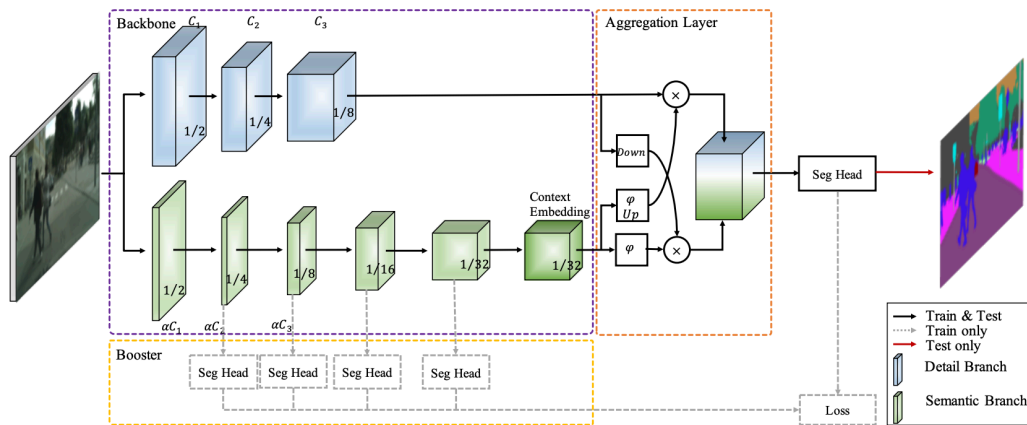 Backbone
C₁
C₂
C₃
Aggregation Layer
1/2
1/4
1/8
×
Down
Seg Head
Context
Embedding
φ
Up
φ
×
1/2
1/4
1/8
1/16
1/32
1/32
αC₁
αC₂
αC₃
Booster
Seg Head
Seg Head
Seg Head
Seg Head
Loss
Train & Test
Train only
Test only
Detail Branch
Semantic Branch